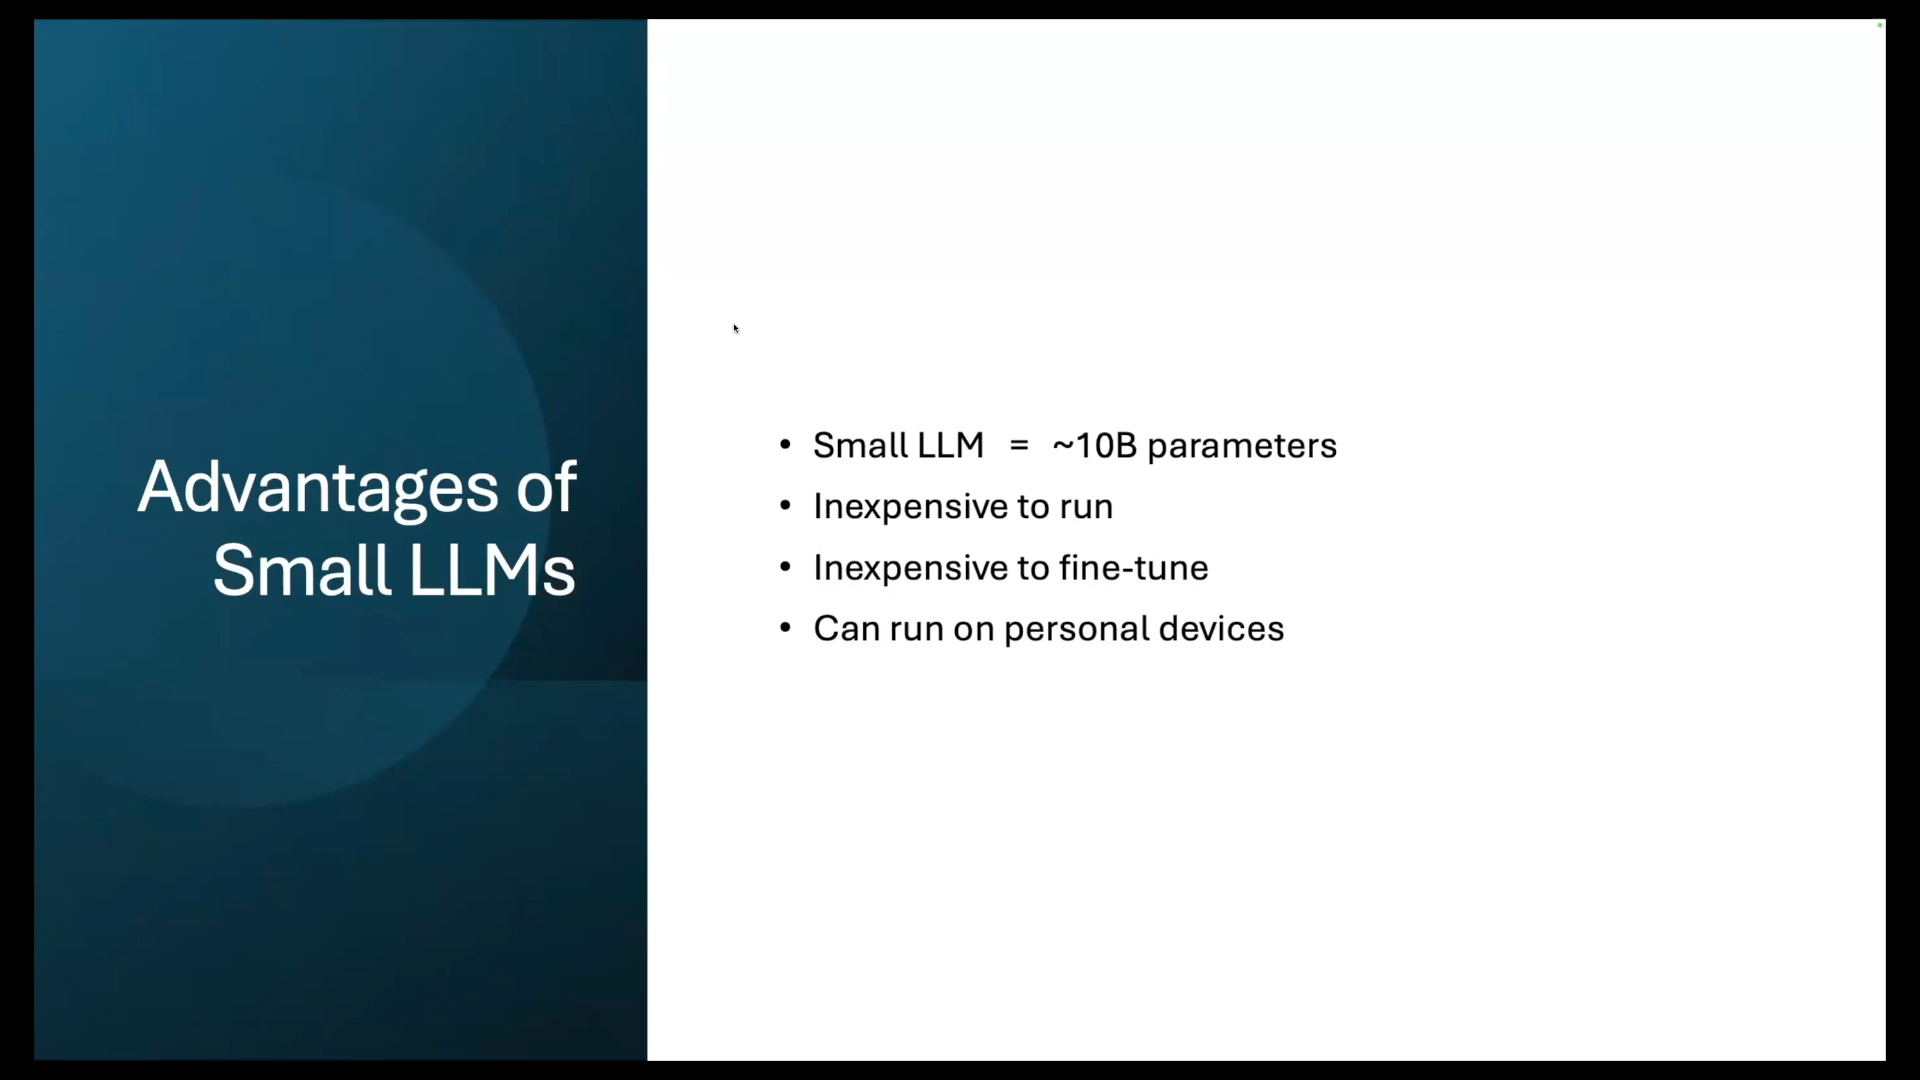 Advantages of
Small LLMs
• Small LLM = ~10B parameters
• Inexpensive to run
• Inexpensive to fine-tune
• Can run on personal devices